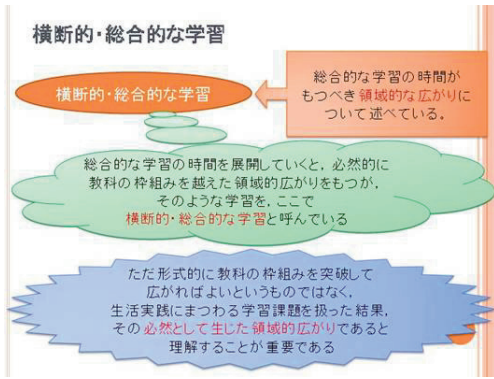 横断的・総合的な学習
横断的・総合的な学習
総合的な学習の時間が
もつべき領域的な広がりに
ついて述べている。
総合的な学習の時間を展開していくと，必然的に
教科の枠組みを越えた領域的広がりをもつが，
そのような学習を，ここで
横断的・総合的な学習と呼んでいる
ただ形式的に教科の枠組みを突破して
広がればよいというものではなく，
生活実践にまつわる学習課題を扱った結果，
その必然として生じた領域的広がりであると
理解することが重要である